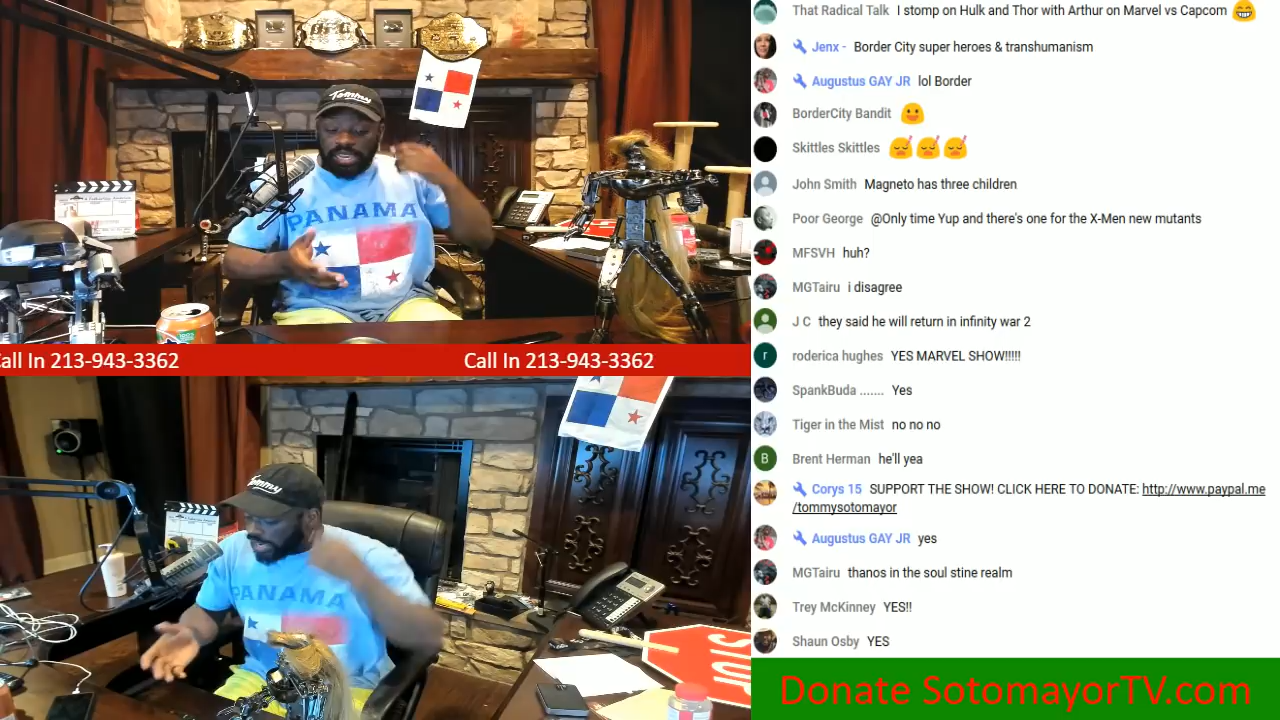 Tommy
PANAMA
Call In 213-943-3362
Call In 213-943-3362
Tommy
PANAMA
STOP
That Radical Talk I stomp on Hulk and Thor with Arthur on Marvel vs Capcom 😁
Jenx - Border City super heroes & transhumanism
Augustus GAY JR lol Border
BorderCity Bandit 😀
Skittles Skittles 😴😴😴
John Smith Magneto has three children
Poor George @Only time Yup and there's one for the X-Men new mutants
MFSVH huh?
MGTairu i disagree
J C they said he will return in infinity war 2
r
roderica hughes YES MARVEL SHOW!!!!!
SpankBuda ....... Yes
Tiger in the Mist no no no
B
Brent Herman he'll yea
Corys 15 SUPPORT THE SHOW! CLICK HERE TO DONATE: http://www.paypal.me
/tommysotomayor
Augustus GAY JR yes
MGTairu thanos in the soul stine realm
Trey McKinney YES!!
Shaun Osby YES
Donate SotomayorTV.com